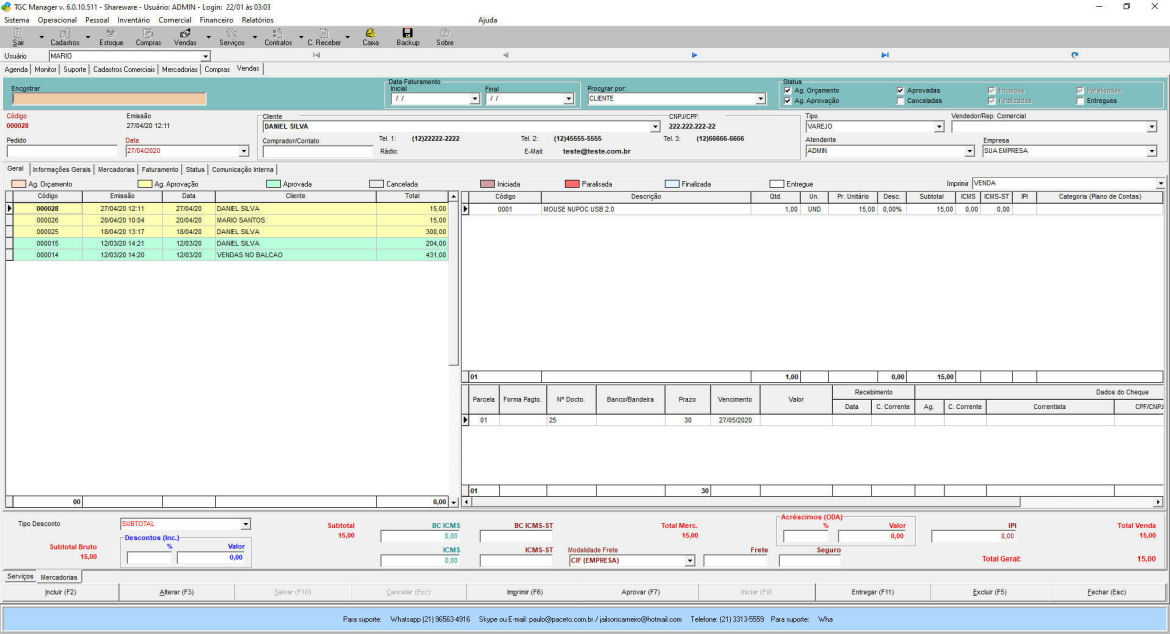 TGC Manager v. 6.0.10.511 - Shareware - Usuário: ADMIN - Login: 22/01 às 03:03
Sistema Operacional Pessoal Inventário Comercial Financeiro Relatórios Ajuda
Sair Cadastros Estoque Compras Vendas Serviços Contratos C. Receber Caixa Backup Sobre
Usuário MARIO
Agenda Monitor Suporte Cadastros Comerciais Mercadorias Compras Vendas
Encontrar
Data Faturamento
Inicial / /
Final / /
Procurar por: CLIENTE
Status
Ag. Orçamento Aprovadas Iniciadas Paralisadas
Ag. Aprovação Canceladas Finalizadas Entregues
Código 000028
Emissão 27/04/20 12:11
Cliente DANIEL SILVA
CNPJ/CPF: 222.222.222-22
Tipo VAREJO
Vendedor/Rep. Comercial
Pedido
Data 27/04/2020
Comprador/Contato
Tel. 1: (12)22222-2222 Tel. 2: (12)45555-5555 Tel. 3: (12)66666-6666
Rádio: E-Mail: teste@teste.com.br
Atendente ADMIN
Empresa SUA EMPRESA
Geral Informações Gerais Mercadorias Faturamento Status Comunicação Interna
Ag. Orçamento Ag. Aprovação Aprovada Cancelada Iniciada Paralisada Finalizada Entregue Imprimir VENDA
Código Emissão Data Cliente Total
000028 27/04/20 12:11 27/04/20 DANIEL SILVA 15,00
000026 20/04/20 10:04 20/04/20 MARIO SANTOS 15,00
000025 18/04/20 13:17 18/04/20 DANIEL SILVA 300,00
000015 12/03/20 14:21 12/03/20 DANIEL SILVA 204,00
000014 12/03/20 14:20 12/03/20 VENDAS NO BALCAO 431,00
00 0,00
Código Descrição Qtd. Un. Pr. Unitário Desc. Subtotal ICMS ICMS-ST IPI Categoria (Plano de Contas)
0001 MOUSE NUPOC USB 2.0 1,00 UND 15,00 0,00% 15,00 0,00 0,00
01 1,00 0,00 15,00
Parcela Forma Pagto. Nº Docto. Banco/Bandeira Prazo Vencimento Valor Recebimento Dados do Cheque
Data C. Corrente Ag. C. Corrente Correntista CPF/CNPJ
01 25 30 27/05/2020
01 30
Tipo Desconto SUBTOTAL
Subtotal Bruto 15,00
Descontos (Inc.)
% Valor
0,00
Subtotal 15,00
BC ICMS 0,00
BC ICMS-ST
ICMS 0,00
ICMS-ST
Total Merc. 15,00
Modalidade Frete CIF (EMPRESA)
Frete
Seguro
Acréscimos (ODA)
% Valor
0,00
IPI 0,00
Total Venda 15,00
Total Geral: 15,00
Serviços Mercadorias
Incluir (F2) Alterar (F3) Salvar (F10) Cancelar (Esc) Imprimir (F6) Aprovar (F7) Iniciar (F9) Entregar (F11) Excluir (F5) Fechar (Esc)
Para suporte: Whatsapp (21) 96563-4916 Skype ou E-mail: paulo@paceto.com.br / jailsoncarneiro@hotmail.com Telefone: (21) 3313-5559 Para suporte: Wha